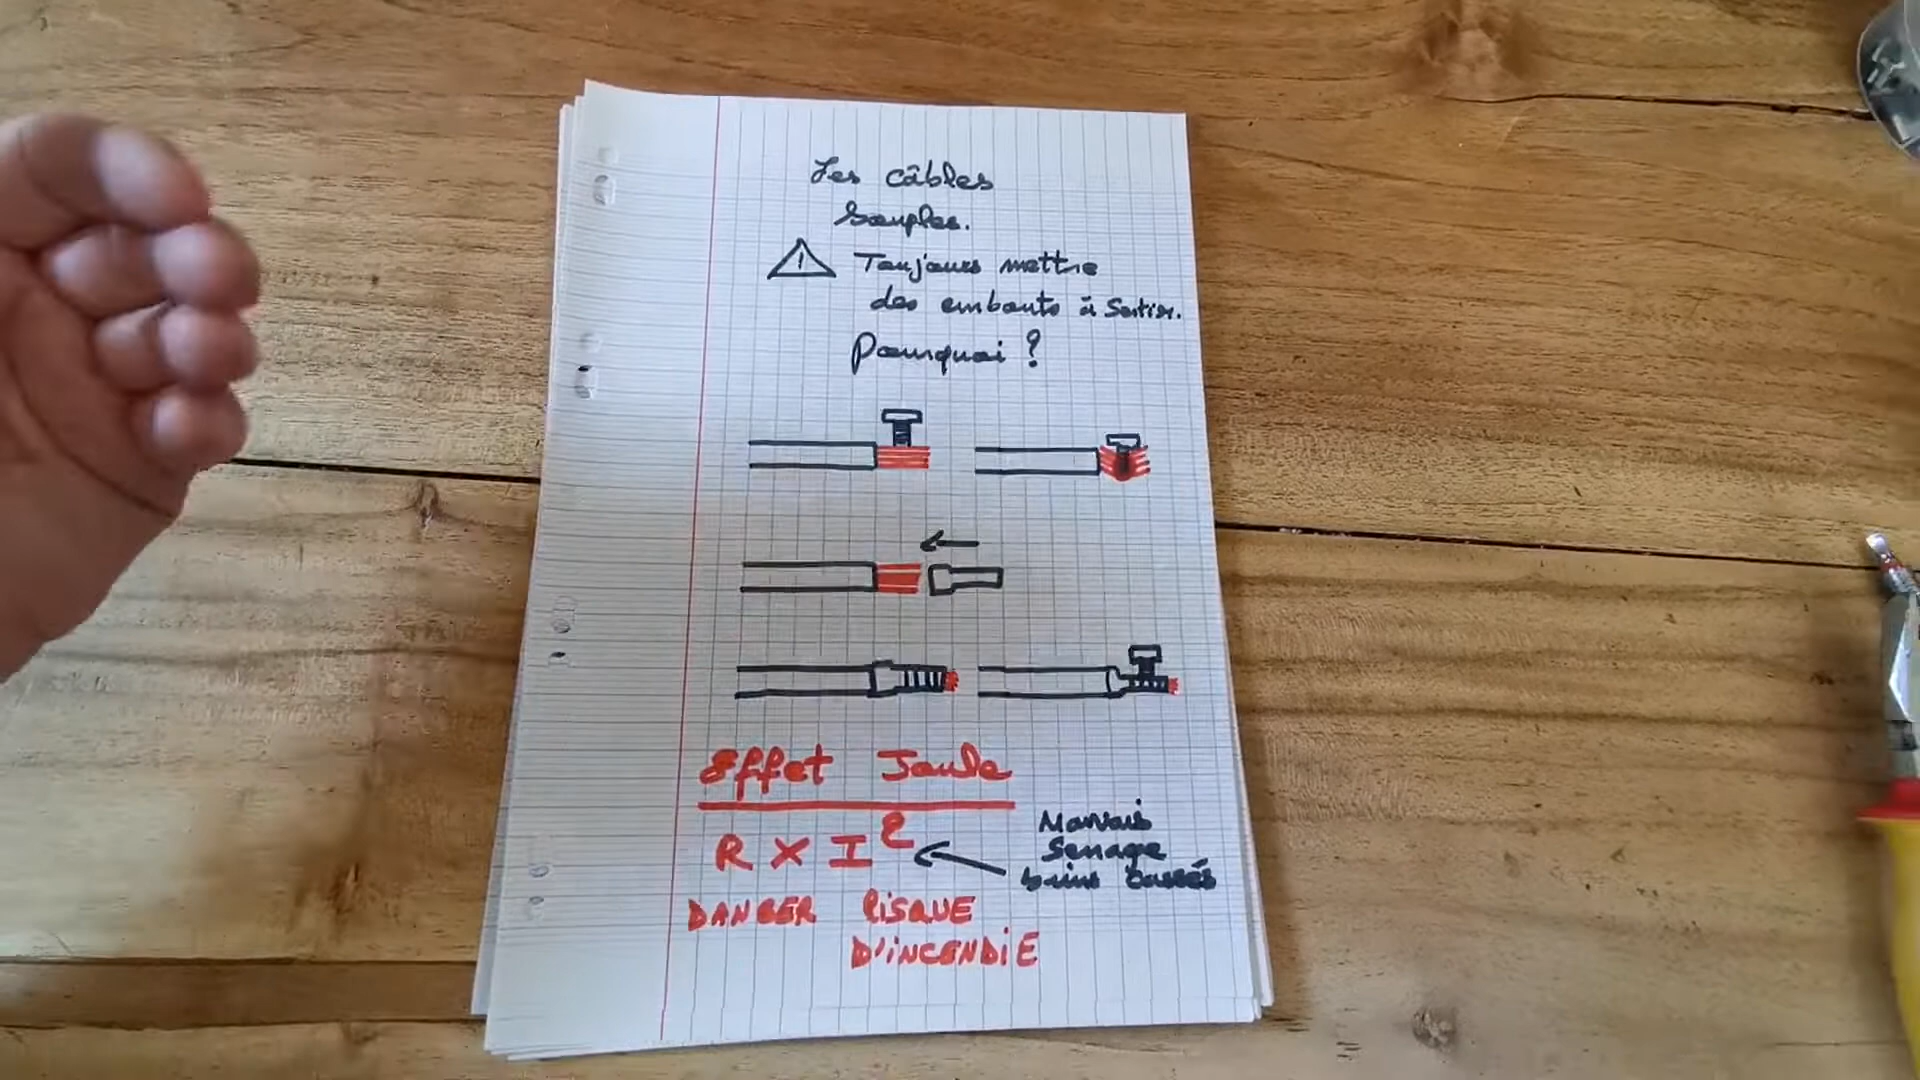 Les câbles
Souples.
! Toujours mettre
des embouts à Sertir.
Pourquoi ?
Effet Joule
R X I²
Mauvais
Serrage
brins cassés
DANGER RISQUE
D'iNCENDiE